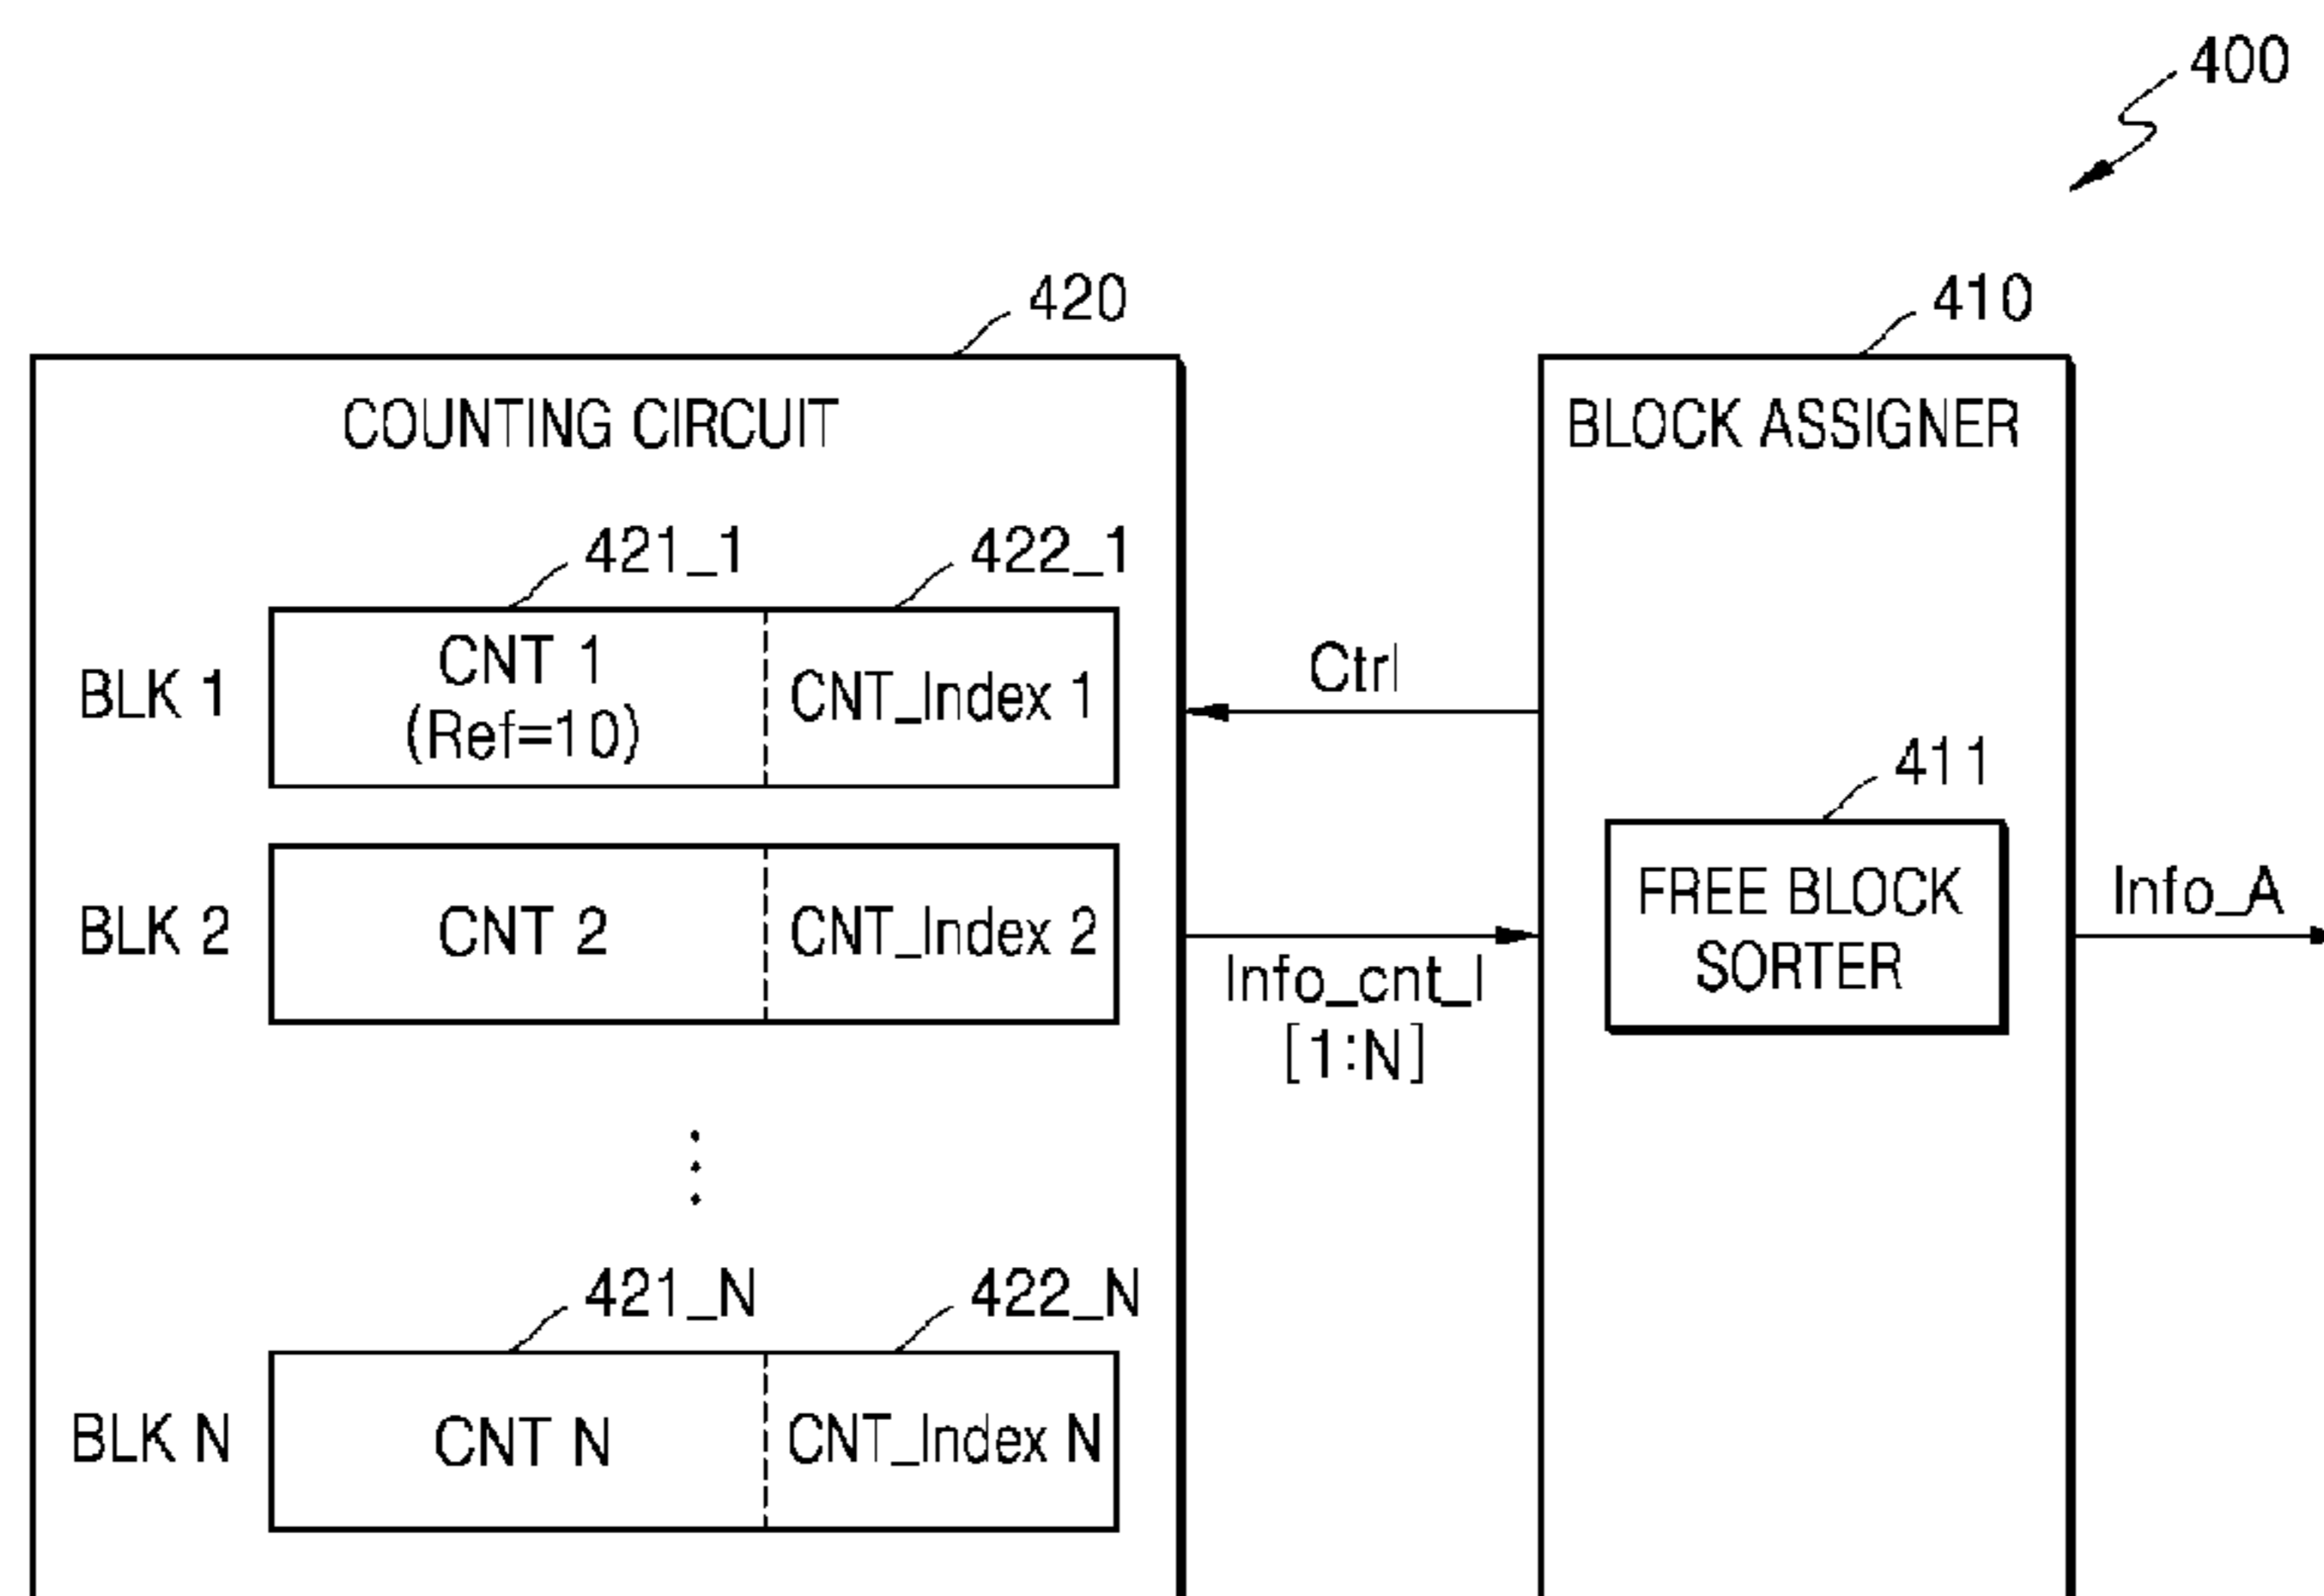 400
420
410
COUNTING CIRCUIT
BLOCK ASSIGNER
421_1
422_1
BLK 1
CNT 1
(Ref=10)
CNT_Index 1
Ctrl
411
BLK 2
CNT 2
CNT_Index 2
Info_cnt_I
[1:N]
FREE BLOCK
SORTER
Info_A
421_N
422_N
BLK N
CNT N
CNT_Index N